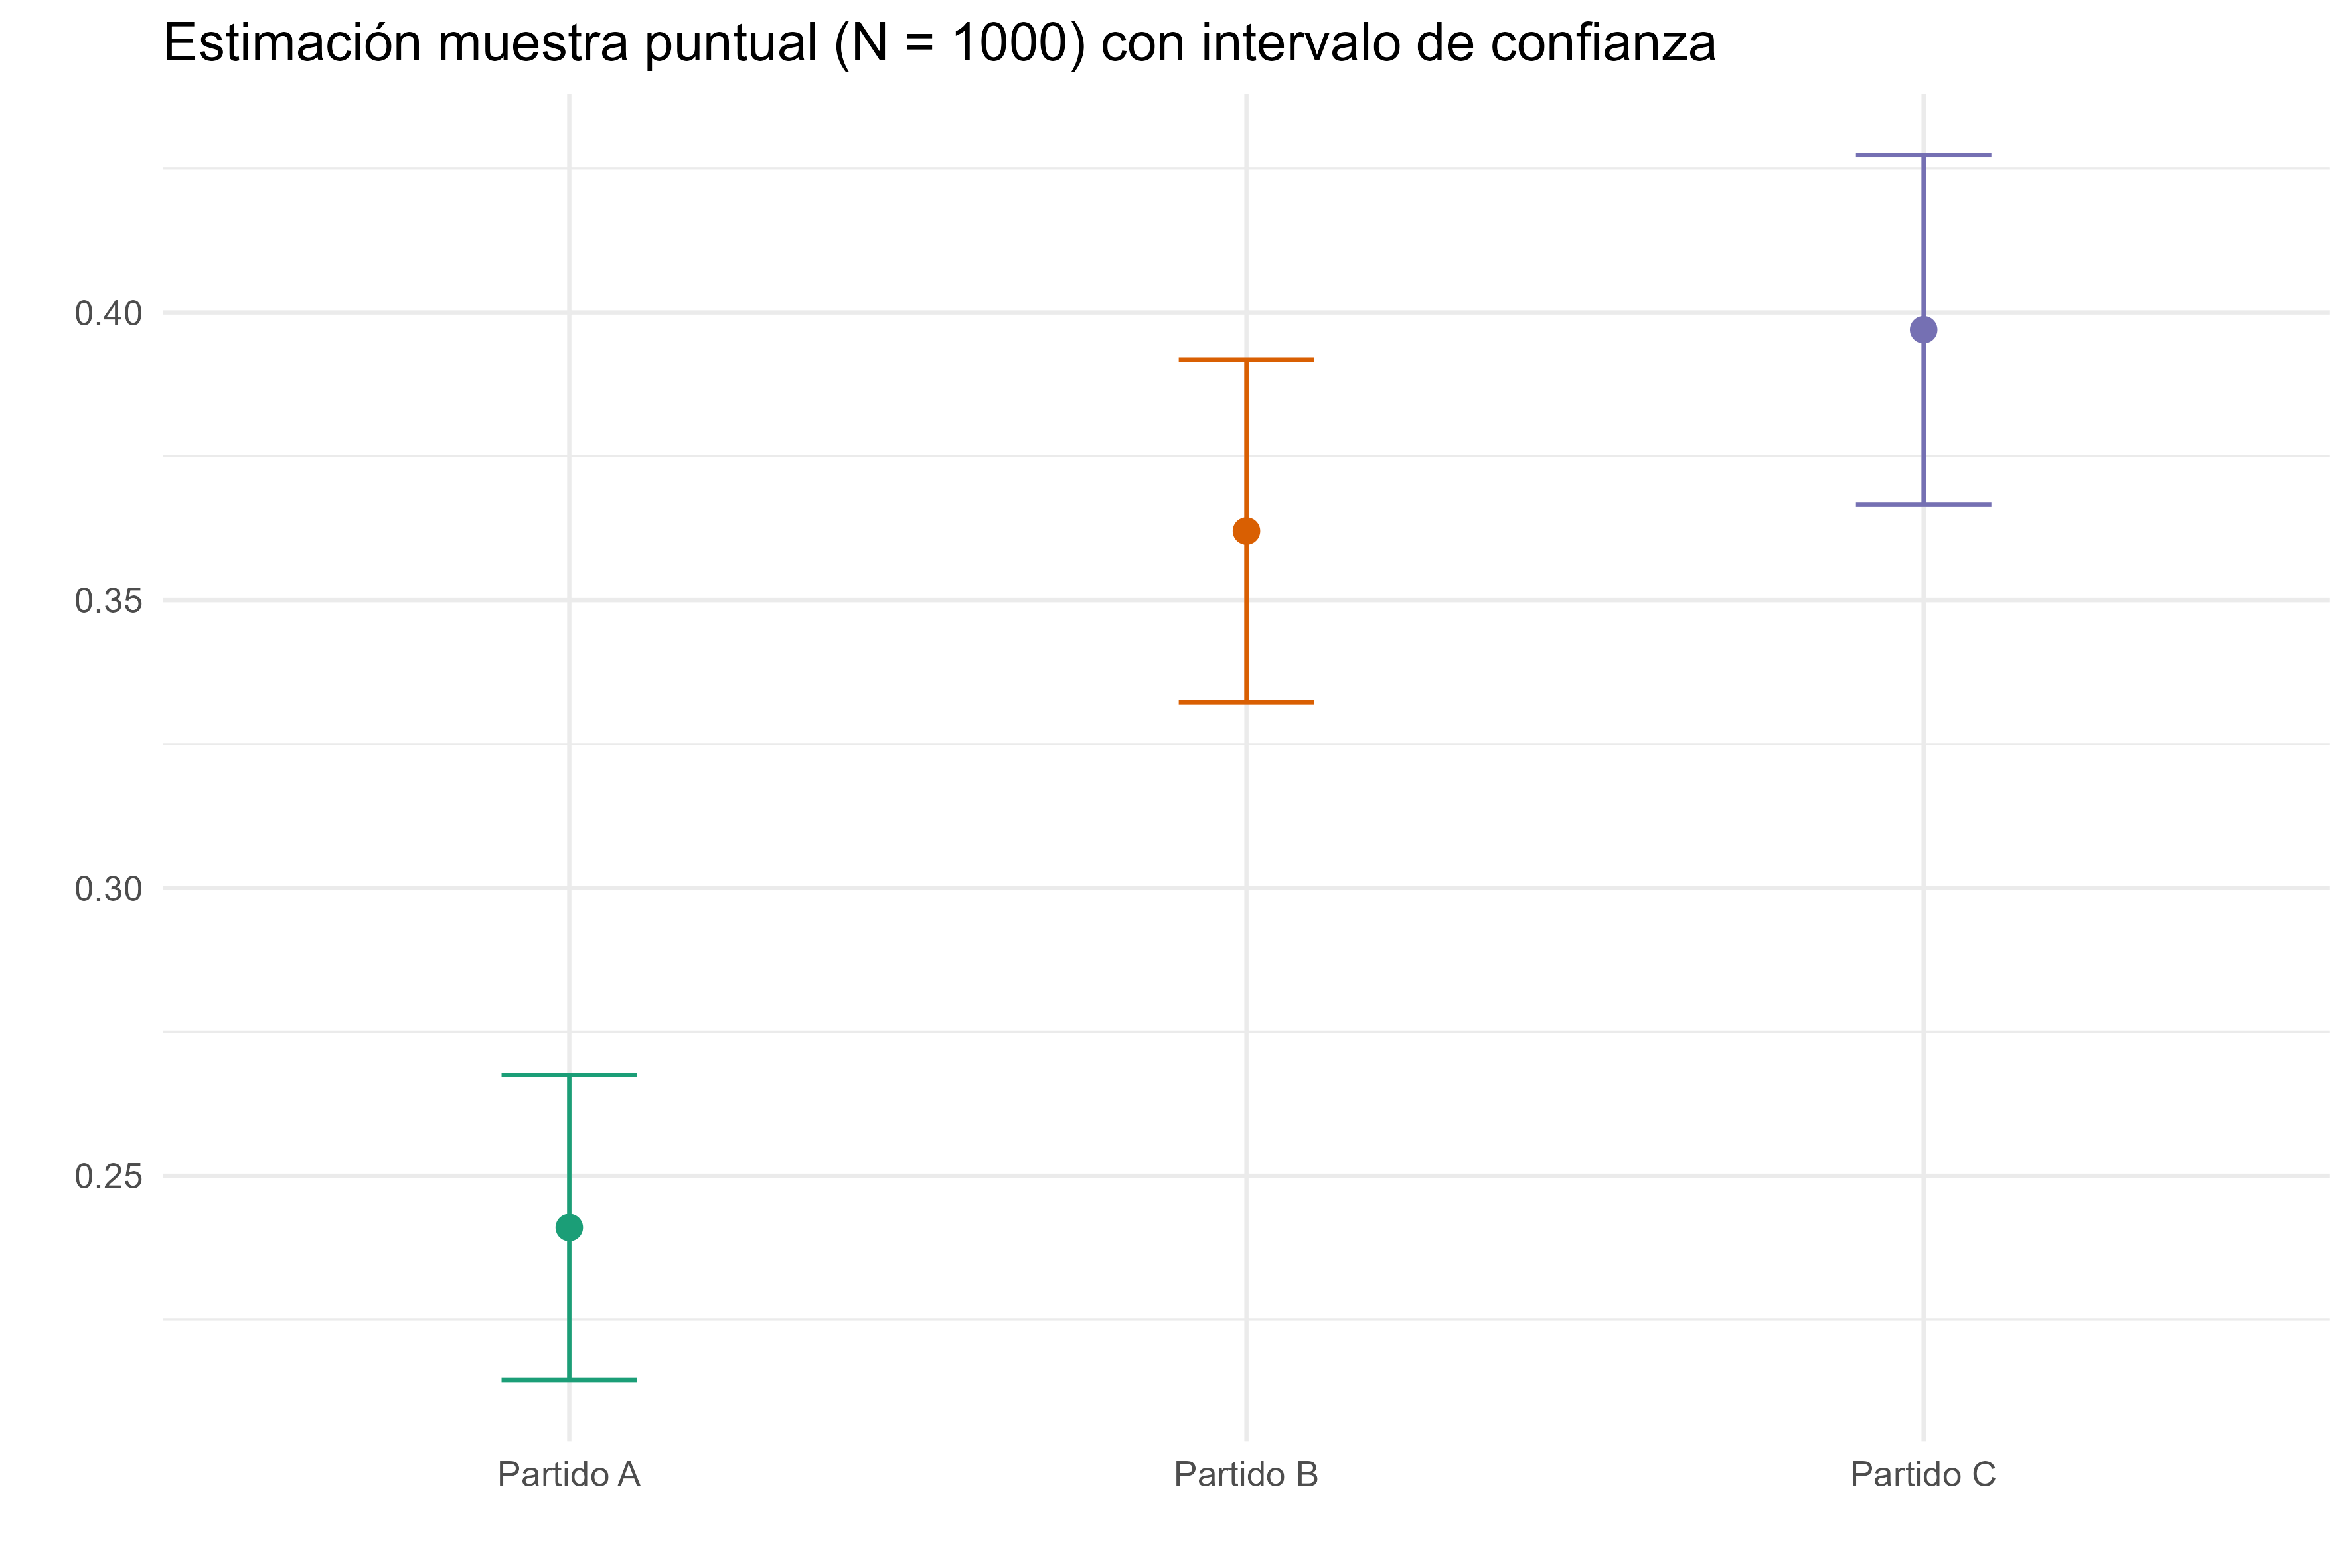 Estimación muestra puntual (N = 1000) con intervalo de confianza
0.40
0.35
0.30
0.25
Partido A
Partido B
Partido C